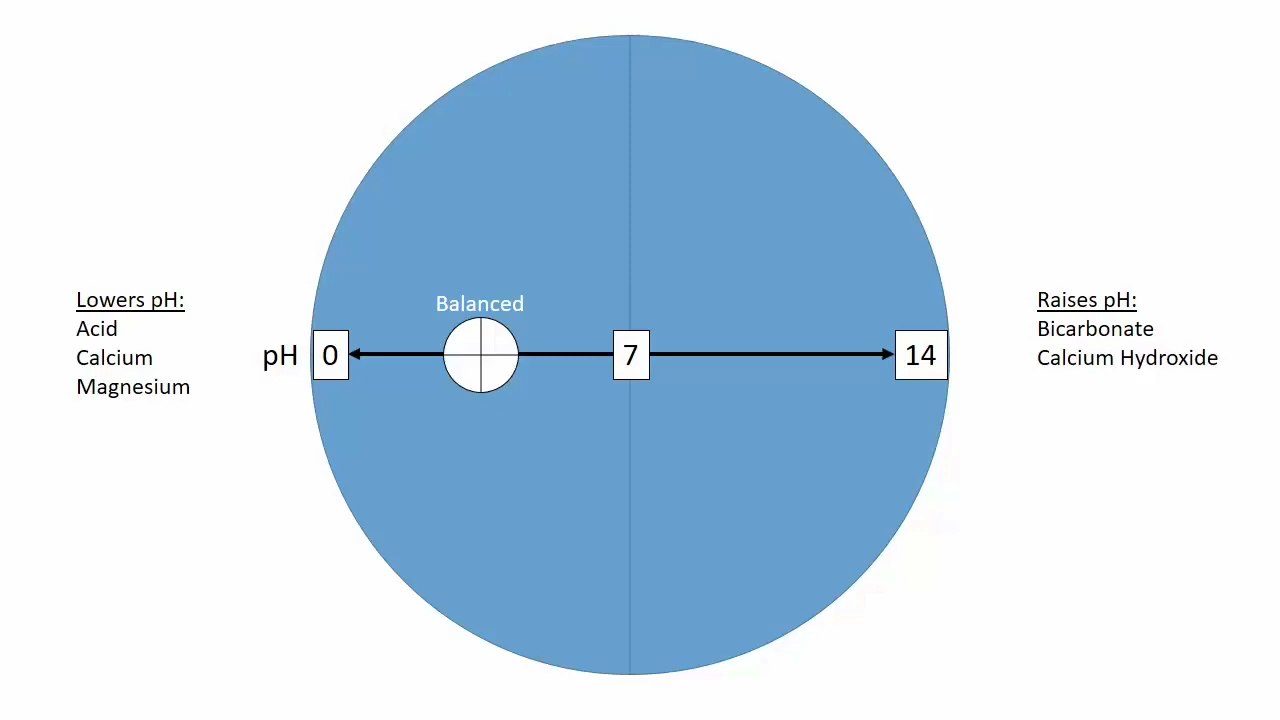 Balanced
Lowers pH:
Acid
Calcium
Magnesium
pH 0 7 14
Raises pH:
Bicarbonate
Calcium Hydroxide